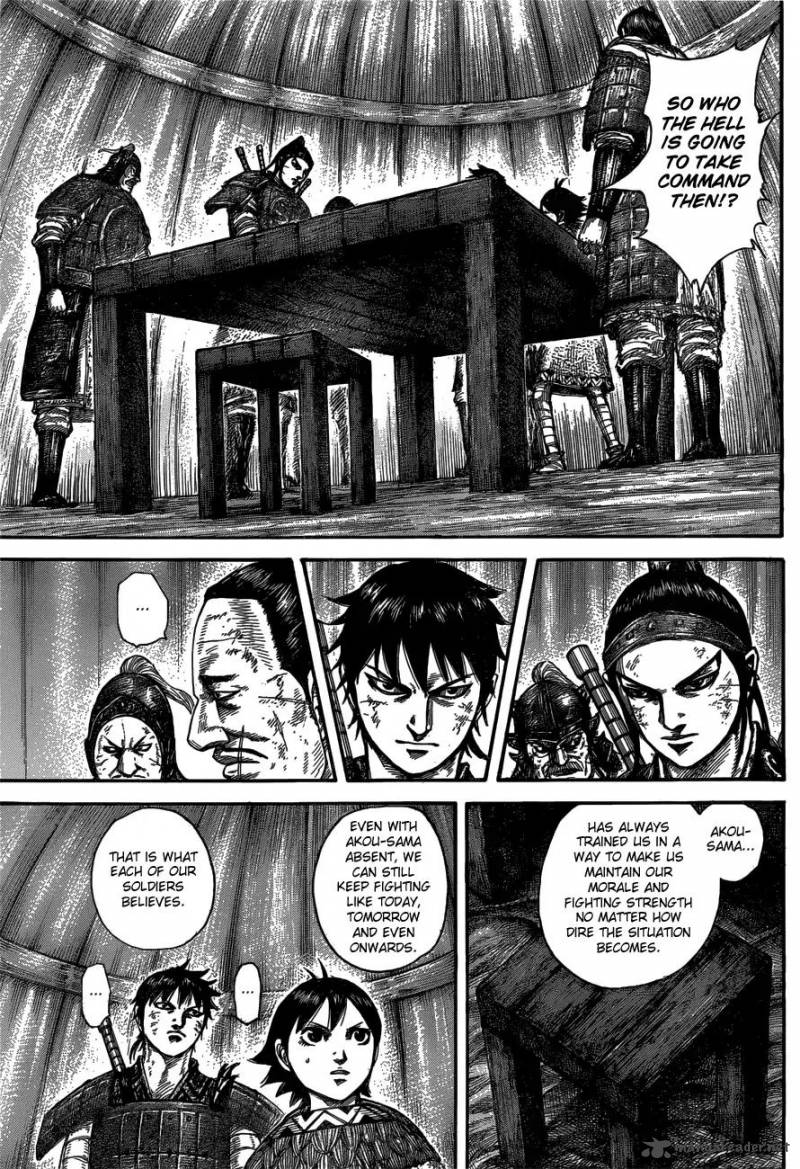 SO WHO
THE HELL
IS GOING
TO TAKE
COMMAND
THEN!?
...
AKOU-
SAMA...
HAS ALWAYS
TRAINED US IN A
WAY TO MAKE US
MAINTAIN OUR
MORALE AND
FIGHTING STRENGTH
NO MATTER HOW
DIRE THE SITUATION
BECOMES.
EVEN WITH
AKOU-SAMA
ABSENT, WE
CAN STILL
KEEP FIGHTING
LIKE TODAY,
TOMORROW
AND EVEN
ONWARDS.
THAT IS WHAT
EACH OF OUR
SOLDIERS
BELIEVES.
...
...